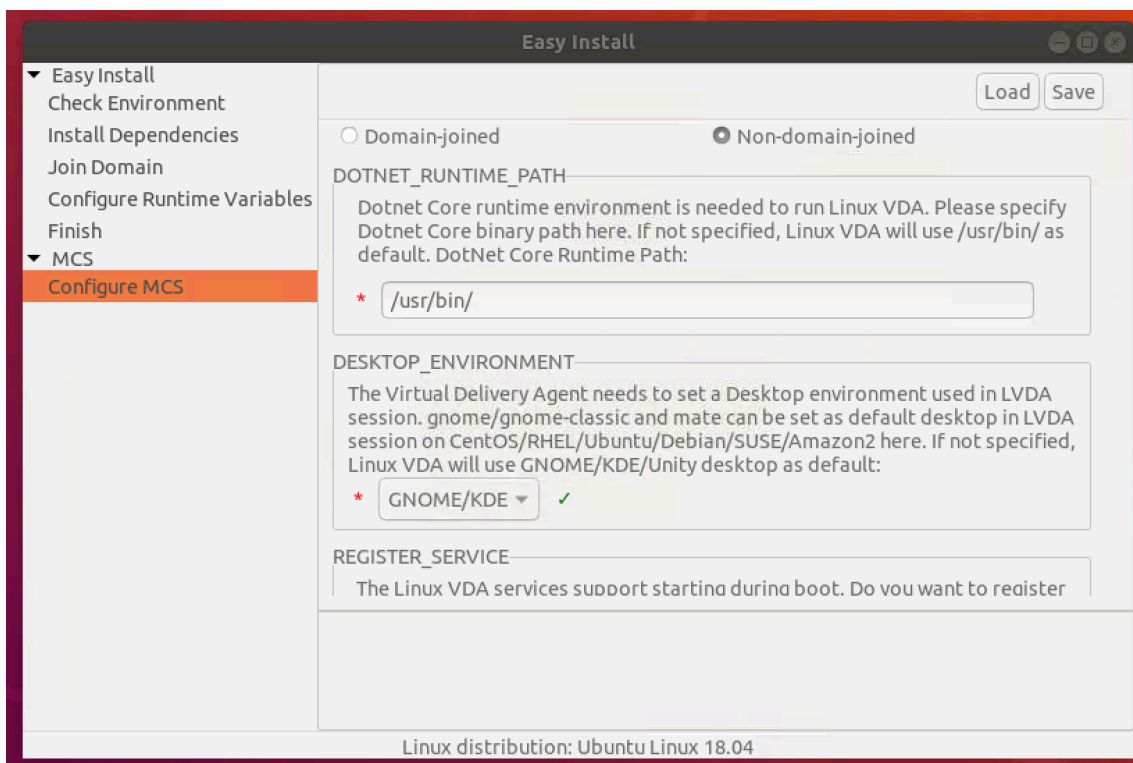 Easy Install
Easy Install
Check Environment
Install Dependencies
Join Domain
Configure Runtime Variables
Finish
MCS
Configure MCS
Load Save
Domain-joined Non-domain-joined
DOTNET_RUNTIME_PATH
Dotnet Core runtime environment is needed to run Linux VDA. Please specify
Dotnet Core binary path here. If not specified, Linux VDA will use /usr/bin/ as
default. DotNet Core Runtime Path:
* /usr/bin/
DESKTOP_ENVIRONMENT
The Virtual Delivery Agent needs to set a Desktop environment used in LVDA
session. gnome/gnome-classic and mate can be set as default desktop in LVDA
session on CentOS/RHEL/Ubuntu/Debian/SUSE/Amazon2 here. If not specified,
Linux VDA will use GNOME/KDE/Unity desktop as default:
* GNOME/KDE ✓
REGISTER_SERVICE
The Linux VDA services support starting during boot. Do you want to register
Linux distribution: Ubuntu Linux 18.04